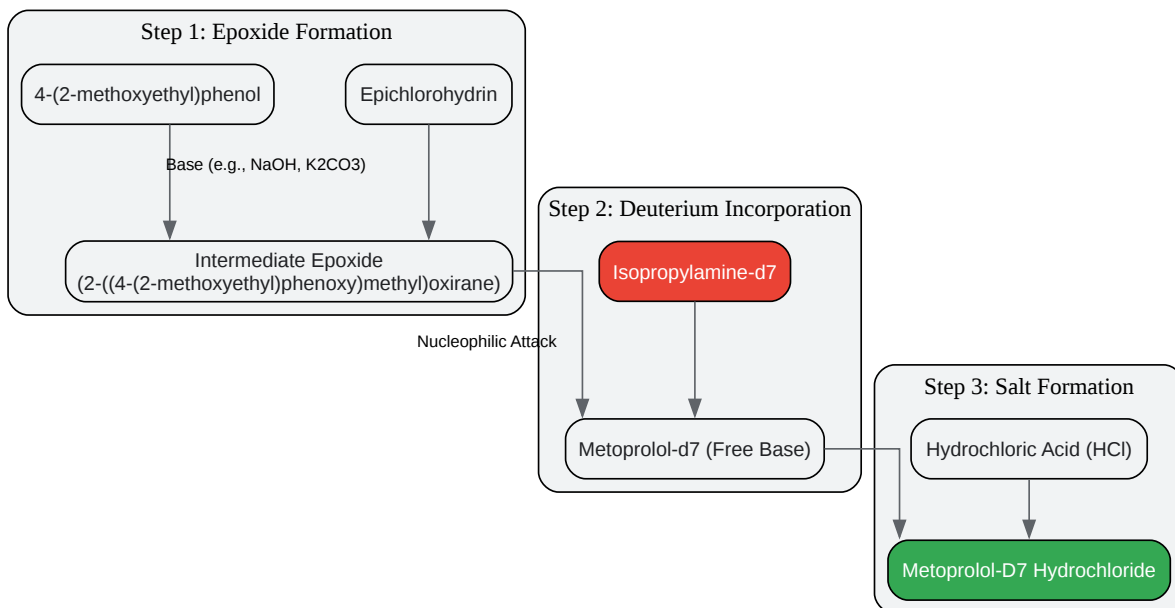 Step 1: Epoxide Formation
4-(2-methoxyethyl)phenol
Epichlorohydrin
Base (e.g., NaOH, K2CO3)
Intermediate Epoxide
(2-((4-(2-methoxyethyl)phenoxy)methyl)oxirane)
Step 2: Deuterium Incorporation
Isopropylamine-d7
Nucleophilic Attack
Metoprolol-d7 (Free Base)
Step 3: Salt Formation
Hydrochloric Acid (HCl)
Metoprolol-D7 Hydrochloride